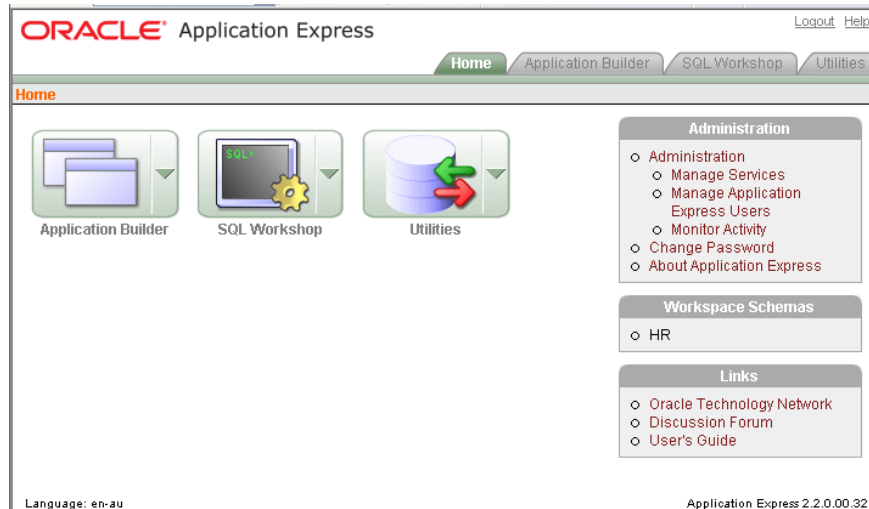 ORACLE Application Express
Logout Help
Home Application Builder SQL Workshop Utilities
Home
SQL>
Application Builder SQL Workshop Utilities
Administration
Administration
Manage Services
Manage Application
Express Users
Monitor Activity
Change Password
About Application Express
Workspace Schemas
HR
Links
Oracle Technology Network
Discussion Forum
User's Guide
Language: en-au
Application Express 2.2.0.00.32